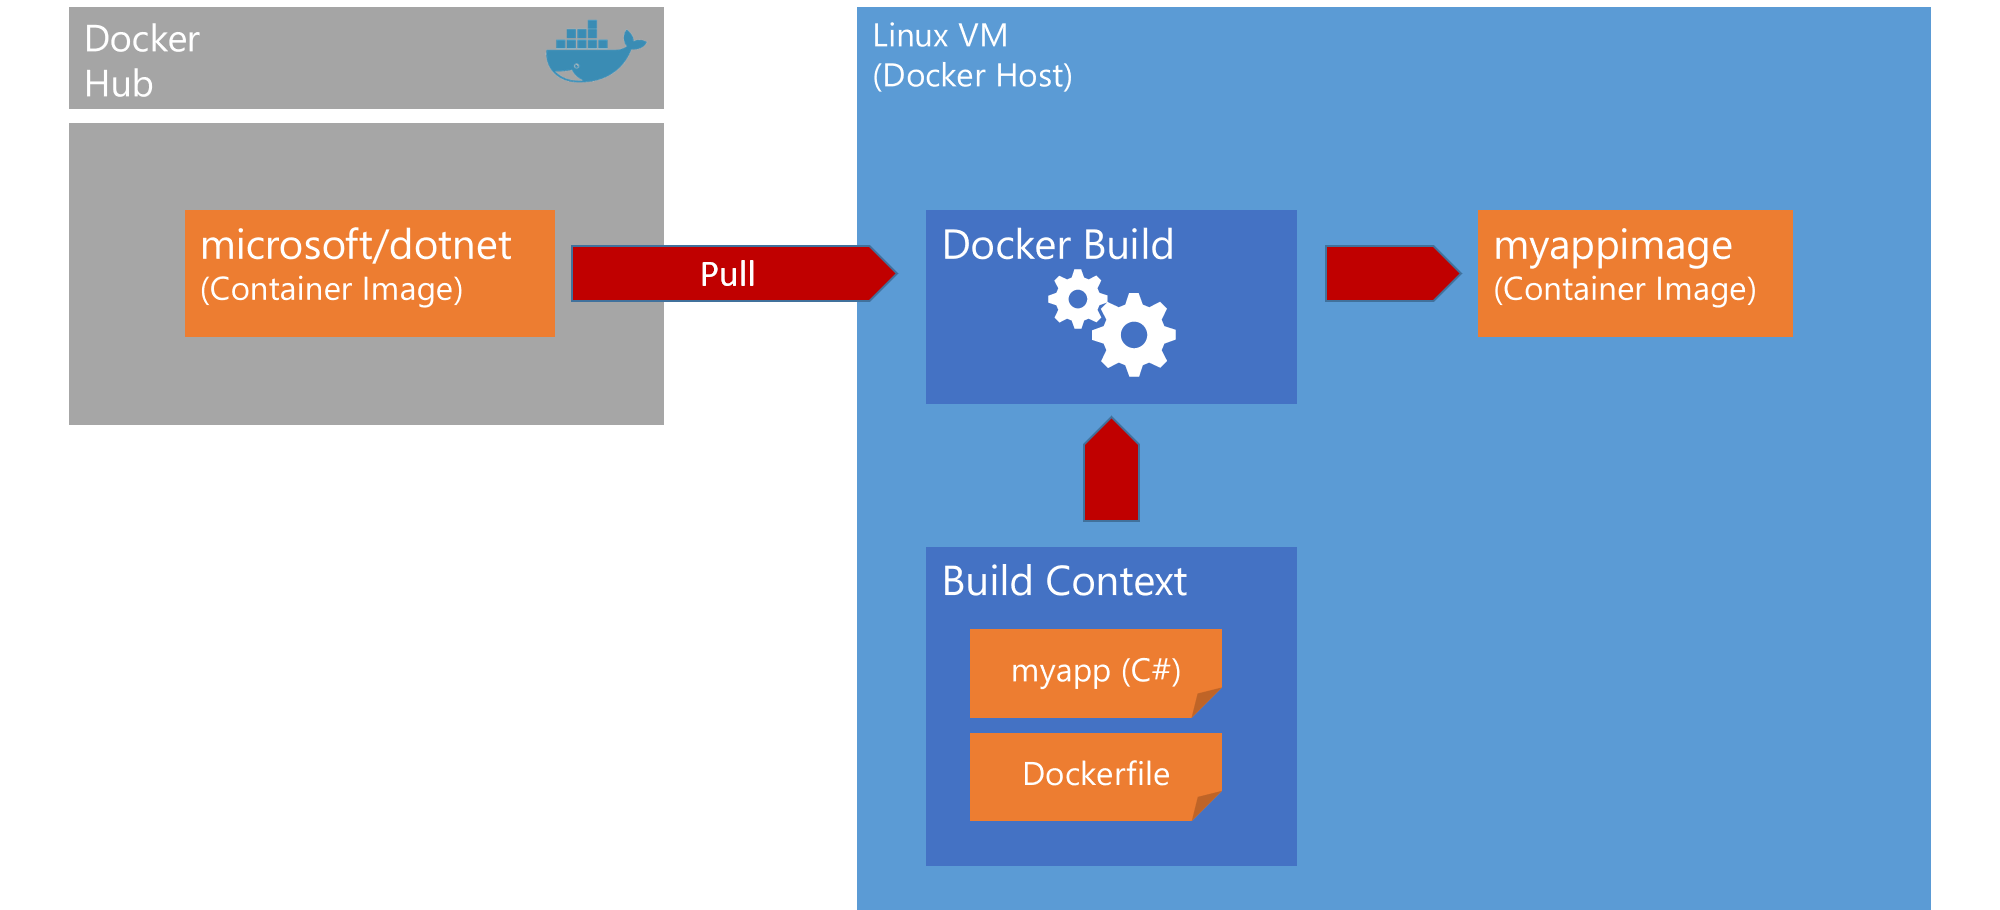 Docker
Hub
Linux VM
(Docker Host)
microsoft/dotnet
(Container Image)
Pull
Docker Build
myappimage
(Container Image)
Build Context
myapp (C#)
Dockerfile